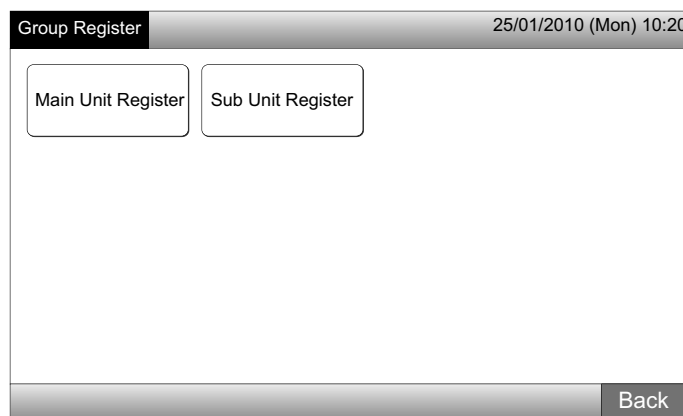 Group Register 25/01/2010 (Mon) 10:20
Main Unit Register Sub Unit Register
Back